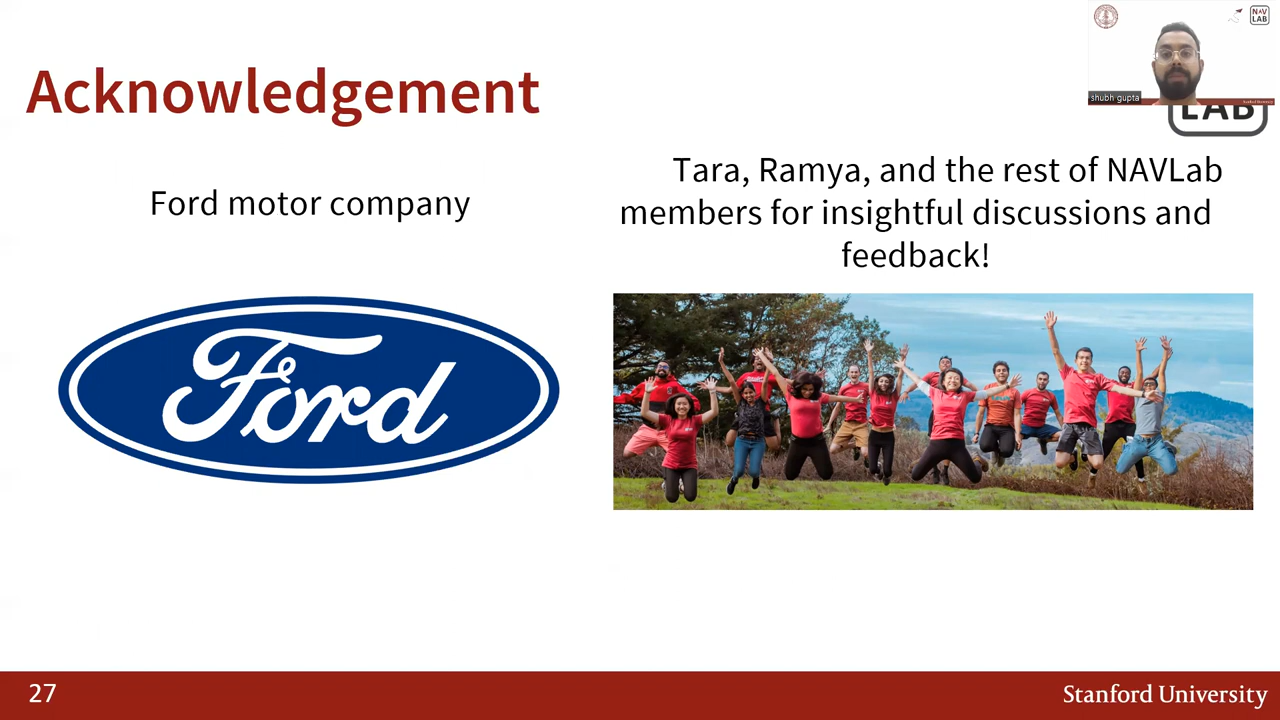 Acknowledgement
NAV
LAB
shubh gupta
LAB
Ford motor company
Tara, Ramya, and the rest of NAVLab
members for insightful discussions and
feedback!
Ford
27
Stanford University